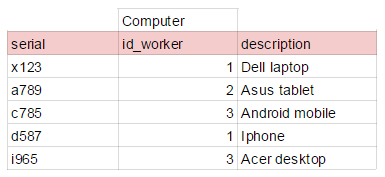 Computer
serial id_worker description
x123 1 Dell laptop
a789 2 Asus tablet
c785 3 Android mobile
d587 1 Iphone
i965 3 Acer desktop